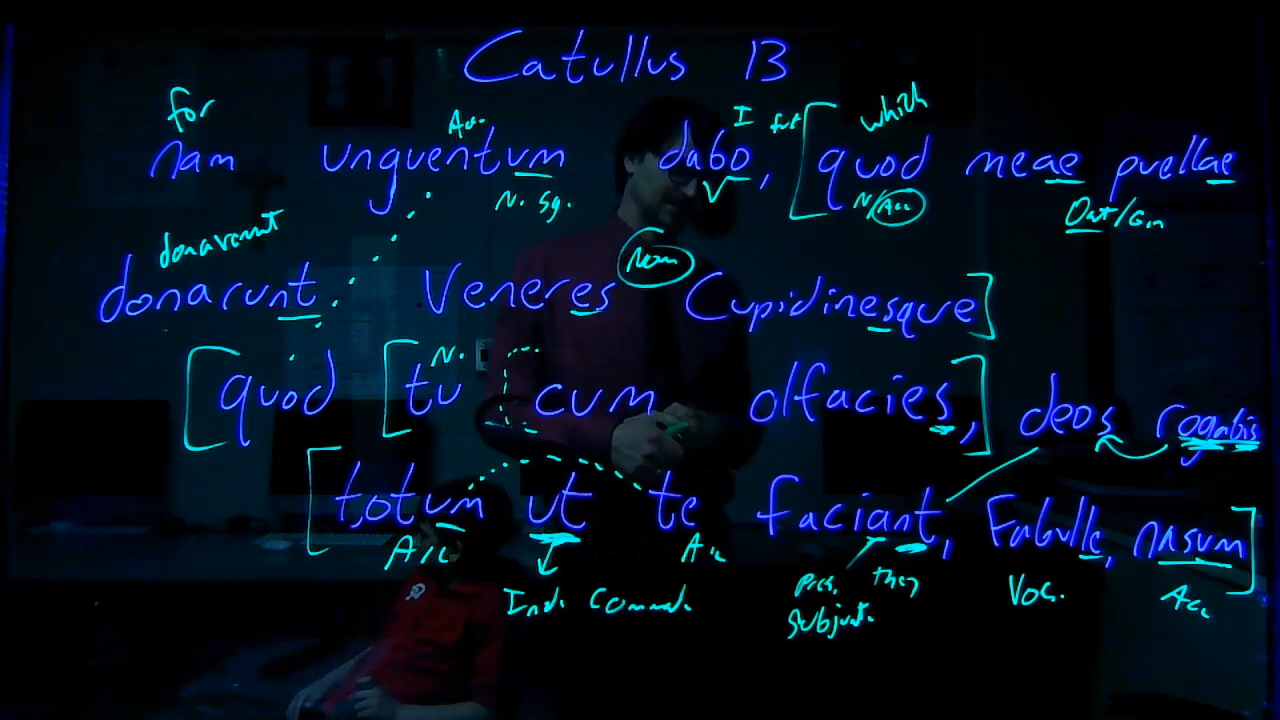 Catullus 13
for Acc. I fut which
nam unguentum dabo, [quod meae puellae
N. Sg. V N/Acc Dat/Gen
donaverunt Nom
donarunt Veneres Cupidinesque]
N.
[quod [tu cum olfacies,] deos rogabis
[totum ut te faciant, Fabulle, nasum]
Acc Acc Pres. they Voc. Acc
Ind. Command. Subjunct.